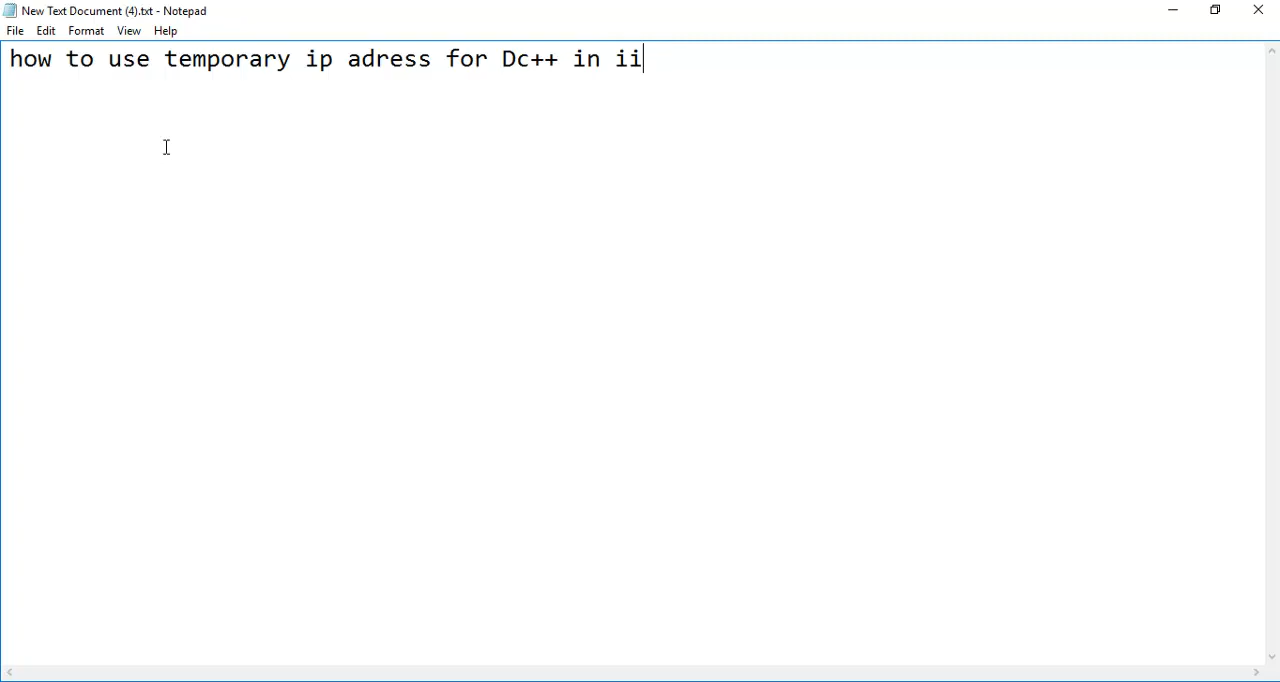 New Text Document (4).txt - Notepad
File Edit Format View Help
how to use temporary ip adress for Dc++ in ii